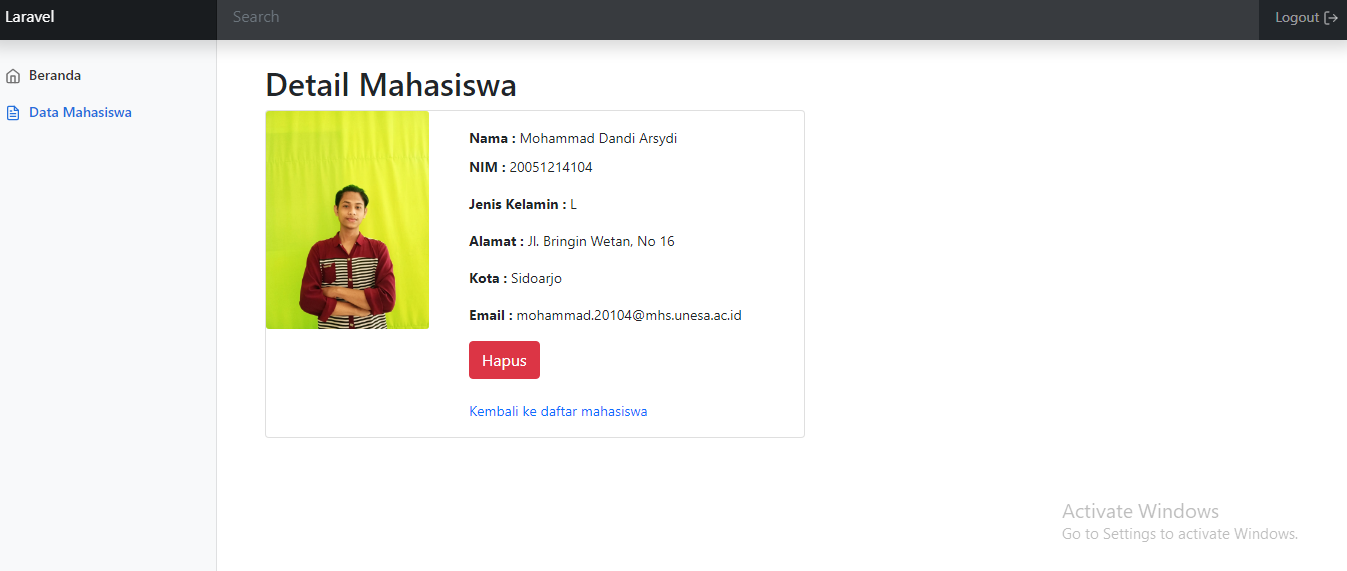 Laravel
Search
Logout
Beranda
Data Mahasiswa
Detail Mahasiswa
Nama : Mohammad Dandi Arsydi
NIM : 20051214104
Jenis Kelamin : L
Alamat : Jl. Bringin Wetan, No 16
Kota : Sidoarjo
Email : mohammad.20104@mhs.unesa.ac.id
Hapus
Kembali ke daftar mahasiswa
Activate Windows
Go to Settings to activate Windows.